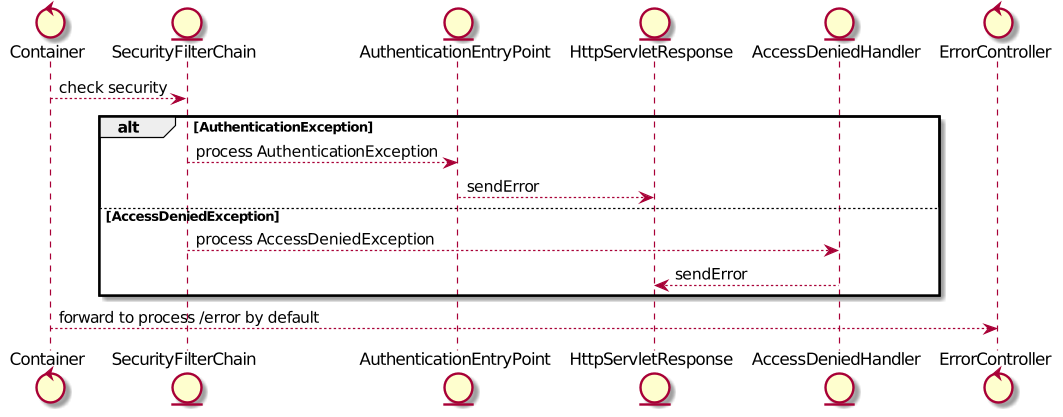 Container SecurityFilterChain AuthenticationEntryPoint HttpServletResponse AccessDeniedHandler ErrorController
check security
alt [AuthenticationException]
process AuthenticationException
sendError
[AccessDeniedException]
process AccessDeniedException
sendError
forward to process /error by default
Container SecurityFilterChain AuthenticationEntryPoint HttpServletResponse AccessDeniedHandler ErrorController